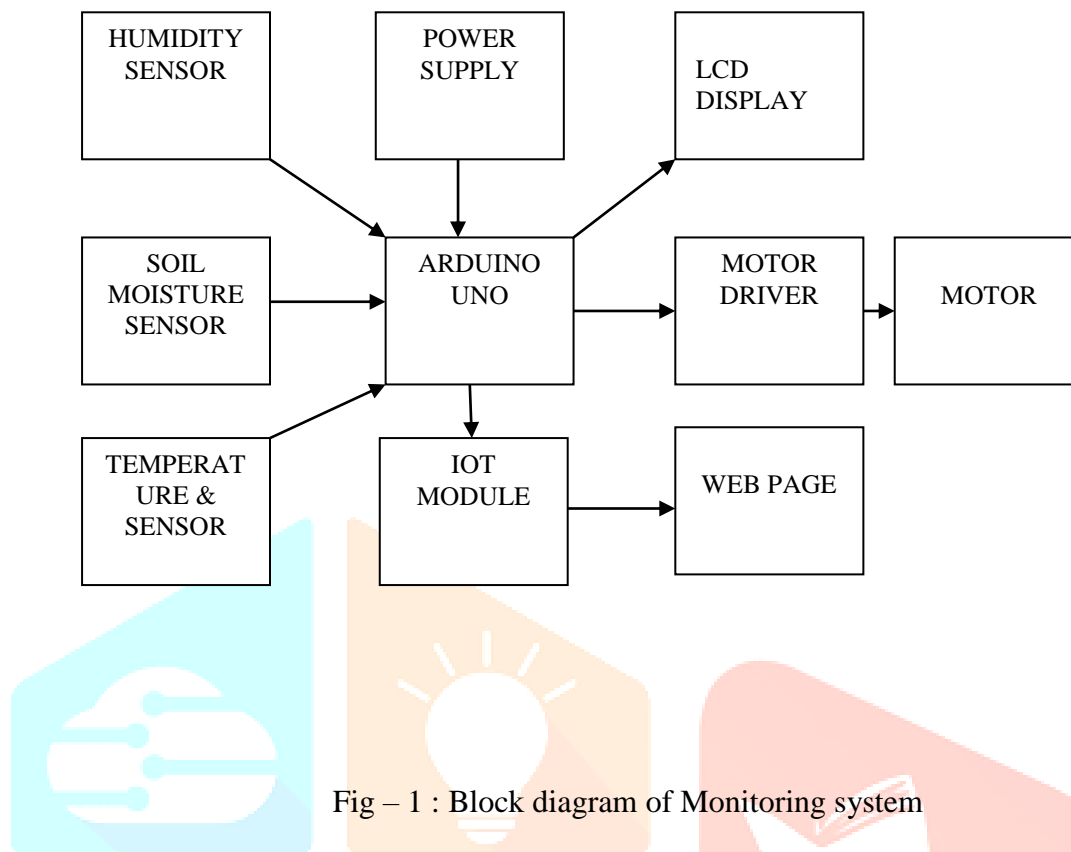 HUMIDITY
SENSOR
POWER
SUPPLY
LCD
DISPLAY
SOIL
MOISTURE
SENSOR
ARDUINO
UNO
MOTOR
DRIVER
MOTOR
TEMPERAT
URE &
SENSOR
IOT
MODULE
WEB PAGE
Fig – 1 : Block diagram of Monitoring system